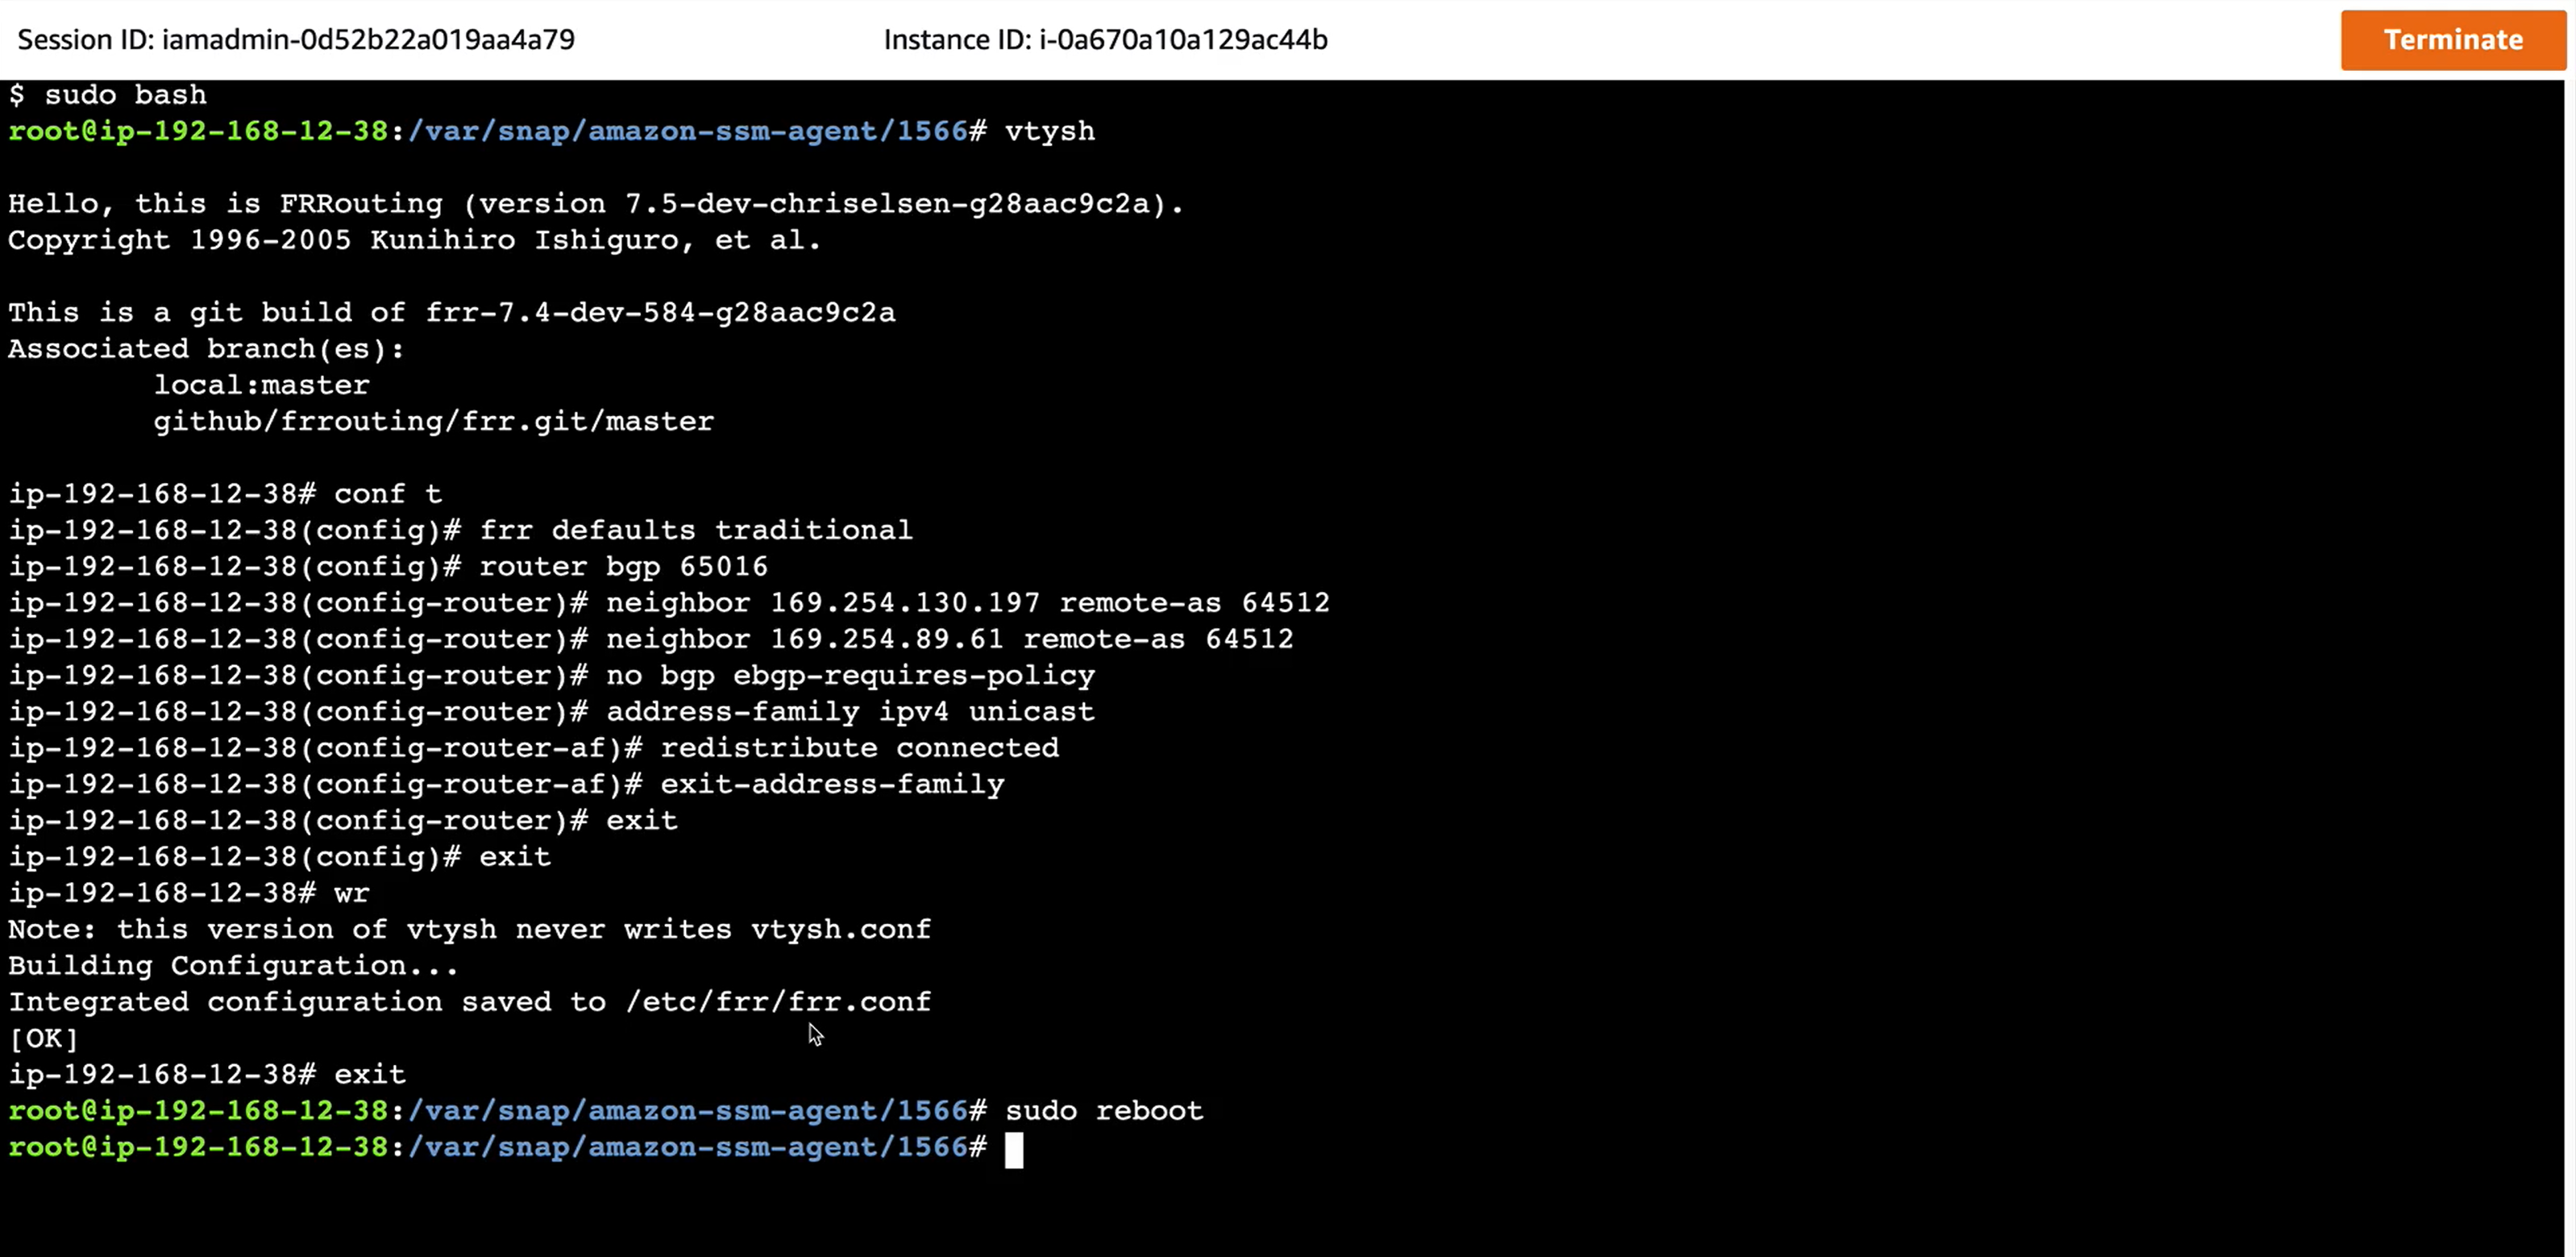 Session ID: iamadmin-0d52b22a019aa4a79 Instance ID: i-0a670a10a129ac44b Terminate
$ sudo bash
root@ip-192-168-12-38:/var/snap/amazon-ssm-agent/1566# vtysh
Hello, this is FRRouting (version 7.5-dev-chriselsen-g28aac9c2a).
Copyright 1996-2005 Kunihiro Ishiguro, et al.
This is a git build of frr-7.4-dev-584-g28aac9c2a
Associated branch(es):
local:master
github/frrouting/frr.git/master
ip-192-168-12-38# conf t
ip-192-168-12-38(config)# frr defaults traditional
ip-192-168-12-38(config)# router bgp 65016
ip-192-168-12-38(config-router)# neighbor 169.254.130.197 remote-as 64512
ip-192-168-12-38(config-router)# neighbor 169.254.89.61 remote-as 64512
ip-192-168-12-38(config-router)# no bgp ebgp-requires-policy
ip-192-168-12-38(config-router)# address-family ipv4 unicast
ip-192-168-12-38(config-router-af)# redistribute connected
ip-192-168-12-38(config-router-af)# exit-address-family
ip-192-168-12-38(config-router)# exit
ip-192-168-12-38(config)# exit
ip-192-168-12-38# wr
Note: this version of vtysh never writes vtysh.conf
Building Configuration...
Integrated configuration saved to /etc/frr/frr.conf
[OK]
ip-192-168-12-38# exit
root@ip-192-168-12-38:/var/snap/amazon-ssm-agent/1566# sudo reboot
root@ip-192-168-12-38:/var/snap/amazon-ssm-agent/1566#